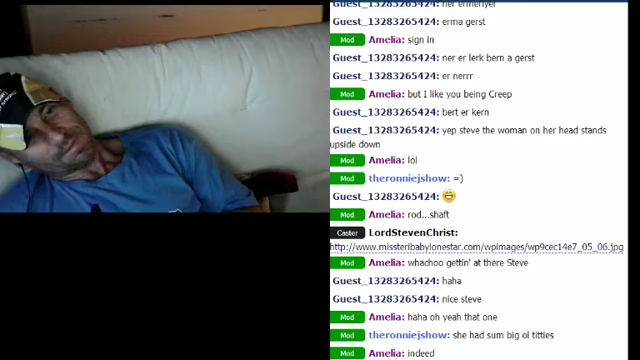 Guest_13283265424: her ermeriyer
Guest_13283265424: erma gerst
Mod Amelia: sign in
Guest_13283265424: ner er lerk bern a gerst
Guest_13283265424: er nerrr
Mod Amelia: but I like you being Creep
Guest_13283265424: bert er kern
Guest_13283265424: yep steve the woman on her head stands
upside down
Mod Amelia: lol
Mod theronniejshow: =)
Guest_13283265424:
Mod Amelia: rod...shaft
Caster LordStevenChrist:
http://www.missteribabylonestar.com/wpimages/wp9cec14e7_05_06.jpg
Mod Amelia: whachoo gettin' at there Steve
Guest_13283265424: haha
Guest_13283265424: nice steve
Mod Amelia: haha oh yeah that one
Mod theronniejshow: she had sum big ol titties
Mod Amelia: indeed